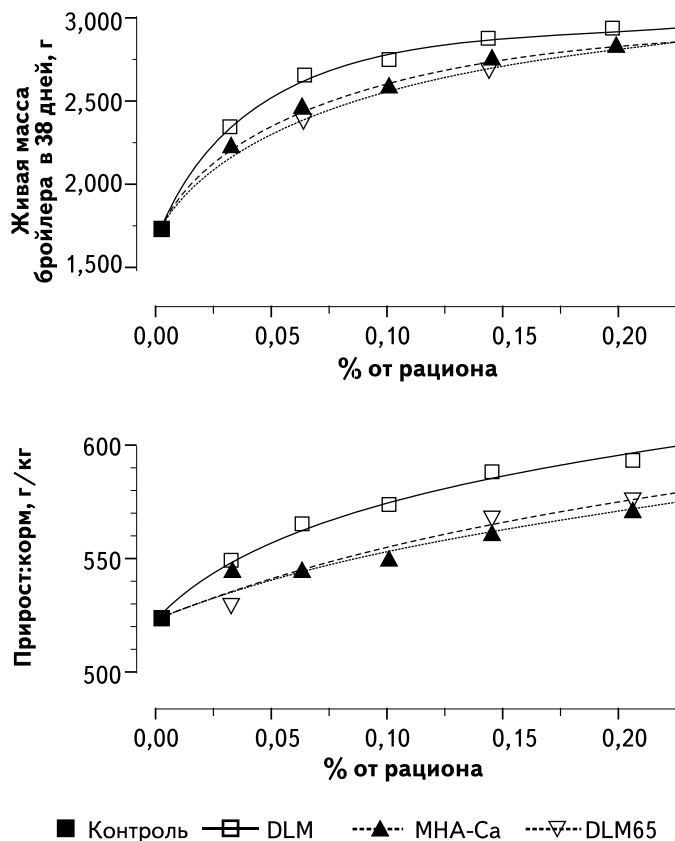 Живая масса
бройлера в 38 дней, г
3,000
2,500
2,000
1,500
0,00 0,05 0,10 0,15 0,20
% от рациона
Прирост:корм, г/кг
600
550
500
0,00 0,05 0,10 0,15 0,20
% от рациона
Контроль DLM MHA-Ca DLM65